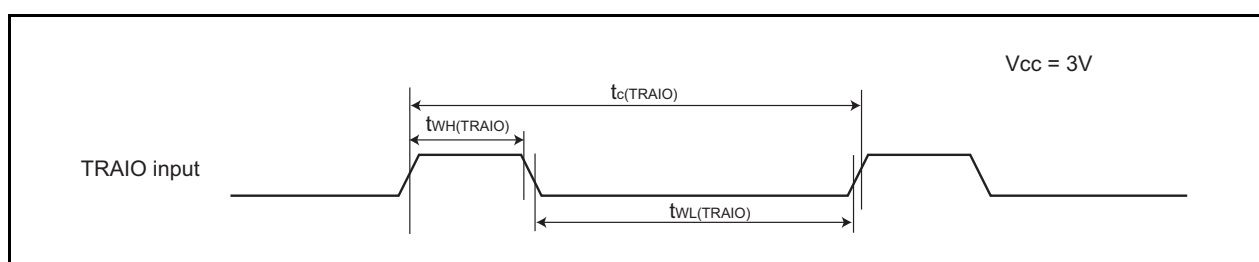 Vcc = 3V
tc(TRAIO)
tWH(TRAIO)
TRAIO input
tWL(TRAIO)